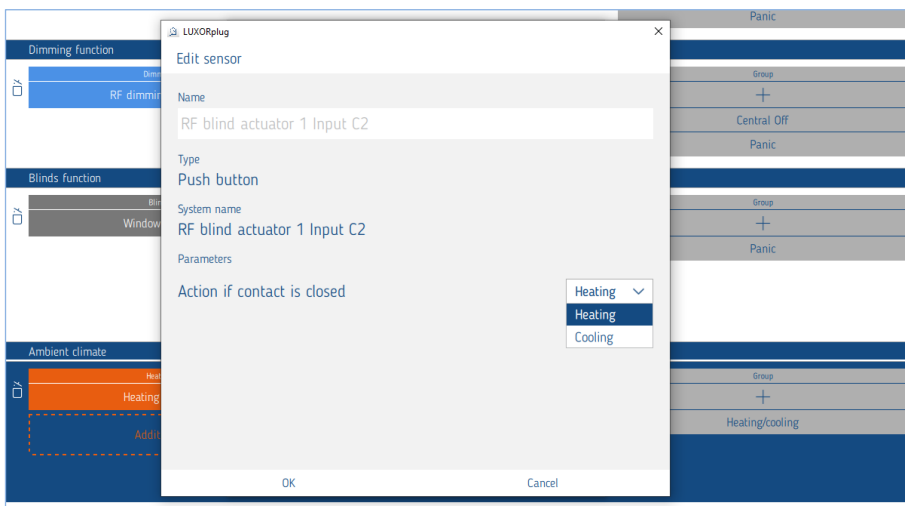 Panic
LUXORplug
Edit sensor
Dimming function
Group
RF
Central Off
Panic
Name
RF blind actuator 1 Input C2
Type
Push button
System name
RF blind actuator 1 Input C2
Parameters
Action if contact is closed
Heating
Heating
Cooling
Blinds function
Group
Window
Panic
Ambient climate
Group
Heating
Heating/cooling
OK
Cancel